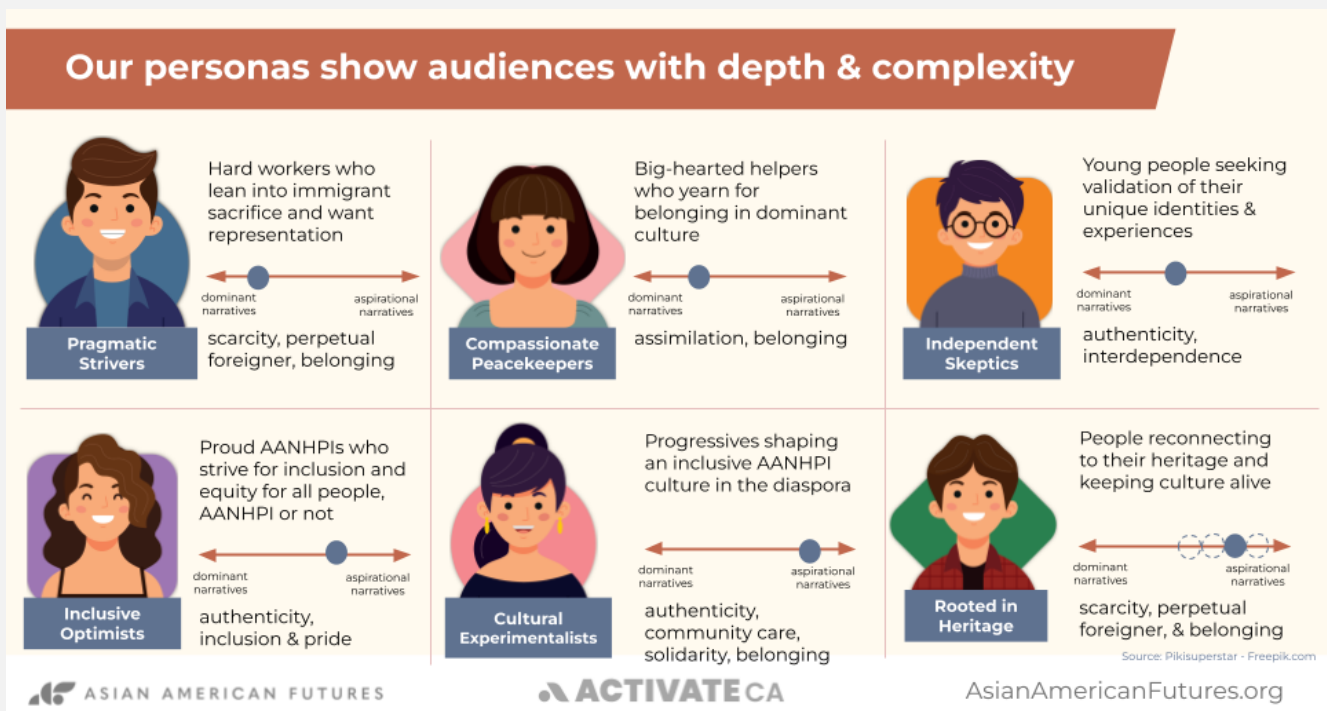 Our personas show audiences with depth & complexity
Hard workers who
lean into immigrant
sacrifice and want
representation
dominant
narratives
aspirational
narratives
Pragmatic
Strivers
scarcity, perpetual
foreigner, belonging
Big-hearted helpers
who yearn for
belonging in dominant
culture
dominant
narratives
aspirational
narratives
Compassionate
Peacekeepers
assimilation, belonging
Young people seeking
validation of their
unique identities &
experiences
dominant
narratives
aspirational
narratives
Independent
Skeptics
authenticity,
interdependence
Proud AANHPIs who
strive for inclusion and
equity for all people,
AANHPI or not
dominant
narratives
aspirational
narratives
Inclusive
Optimists
authenticity,
inclusion & pride
Progressives shaping
an inclusive AANHPI
culture in the diaspora
dominant
narratives
aspirational
narratives
Cultural
Experimentalists
authenticity,
community care,
solidarity, belonging
People reconnecting
to their heritage and
keeping culture alive
dominant
narratives
aspirational
narratives
Rooted in
Heritage
scarcity, perpetual
foreigner, & belonging
Source: Pikisuperstar - Freepik.com
ASIAN AMERICAN FUTURES
ACTIVATE CA
AsianAmericanFutures.org